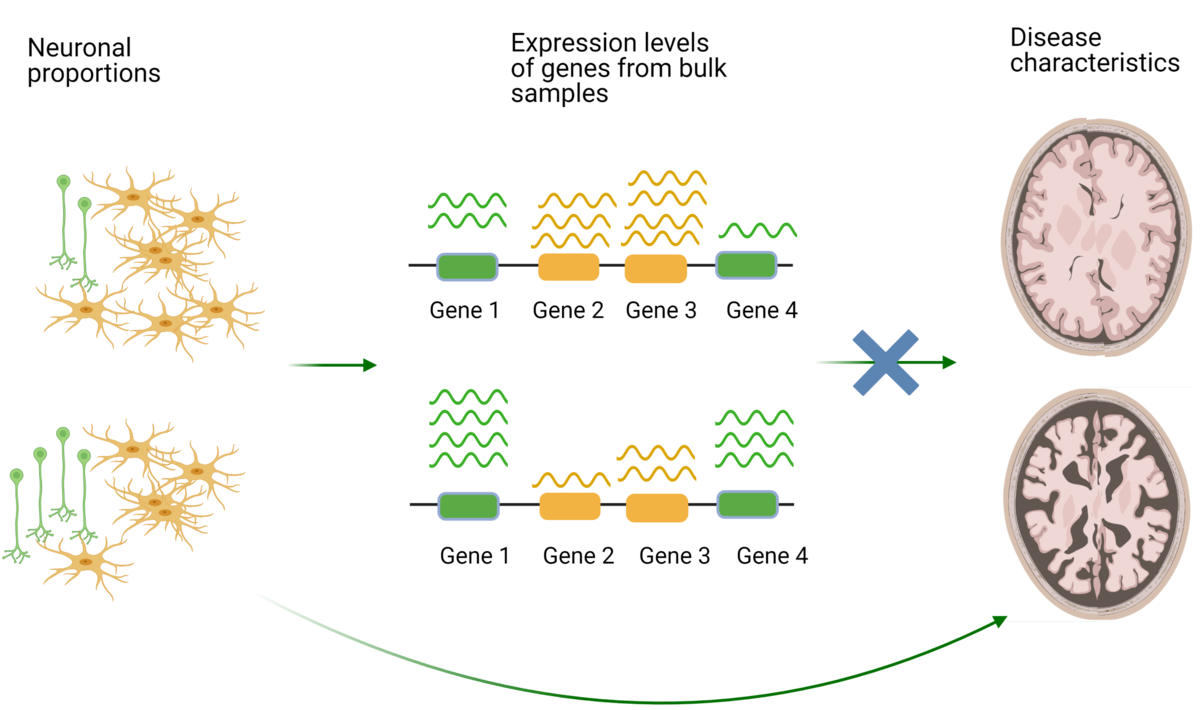 Neuronal
proportions
Expression levels
of genes from bulk
samples
Disease
characteristics
Gene 1 Gene 2 Gene 3 Gene 4
Gene 1 Gene 2 Gene 3 Gene 4